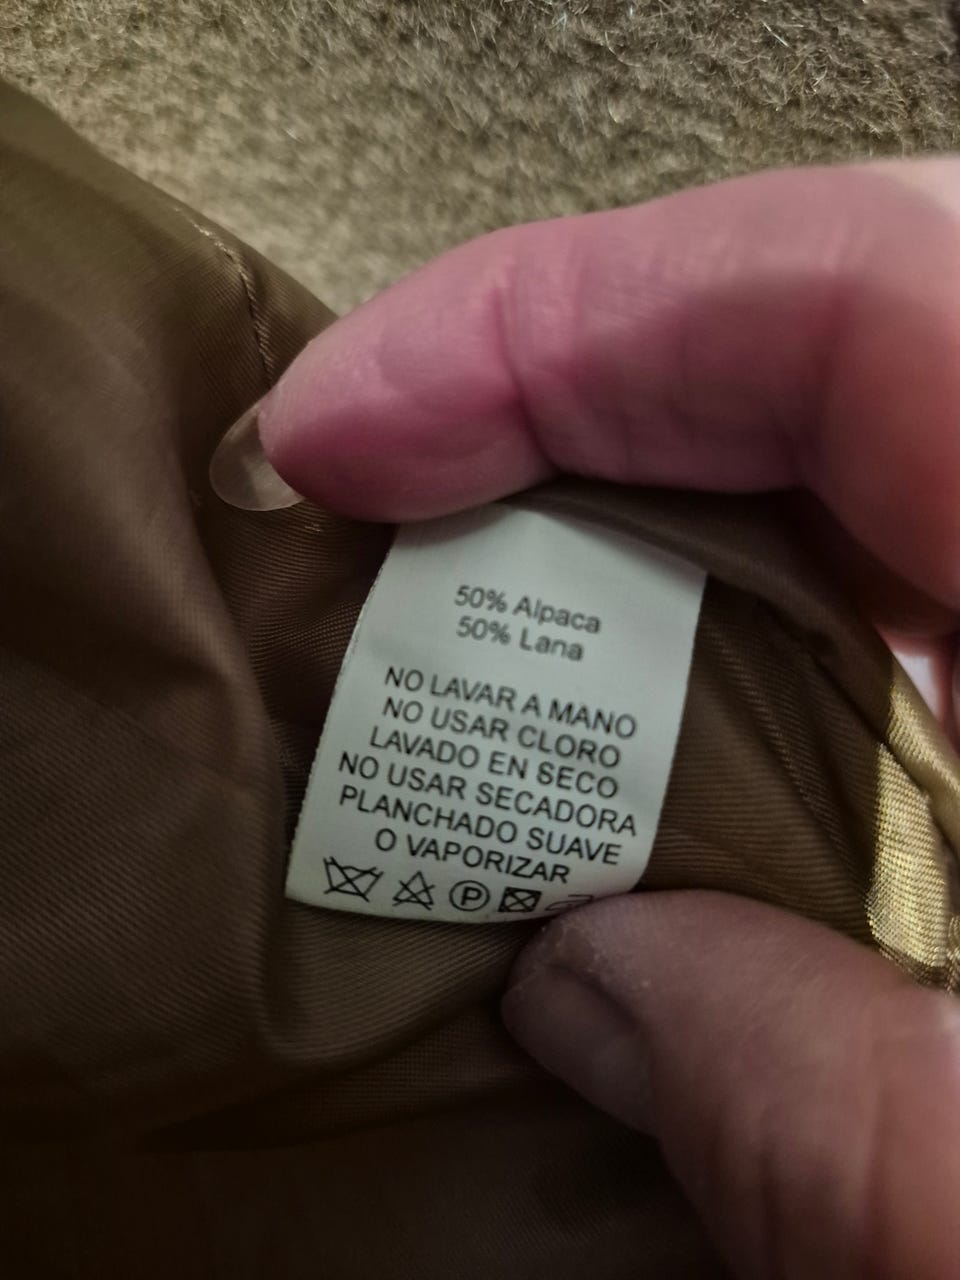 50% Alpaca
50% Lana
NO LAVAR A MANO
NO USAR CLORO
LAVADO EN SECO
NO USAR SECADORA
PLANCHADO SUAVE
O VAPORIZAR
P